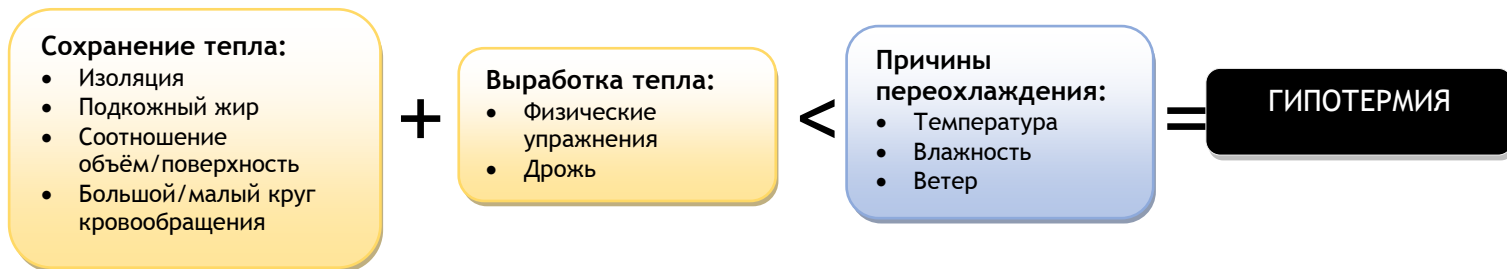 Сохранение тепла:
• Изоляция
• Подкожный жир
• Соотношение
объём/поверхность
• Большой/малый круг
кровообращения
+
Выработка тепла:
• Физические
упражнения
• Дрожь
<
Причины
переохлаждения:
• Температура
• Влажность
• Ветер
=
ГИПОТЕРМИЯ